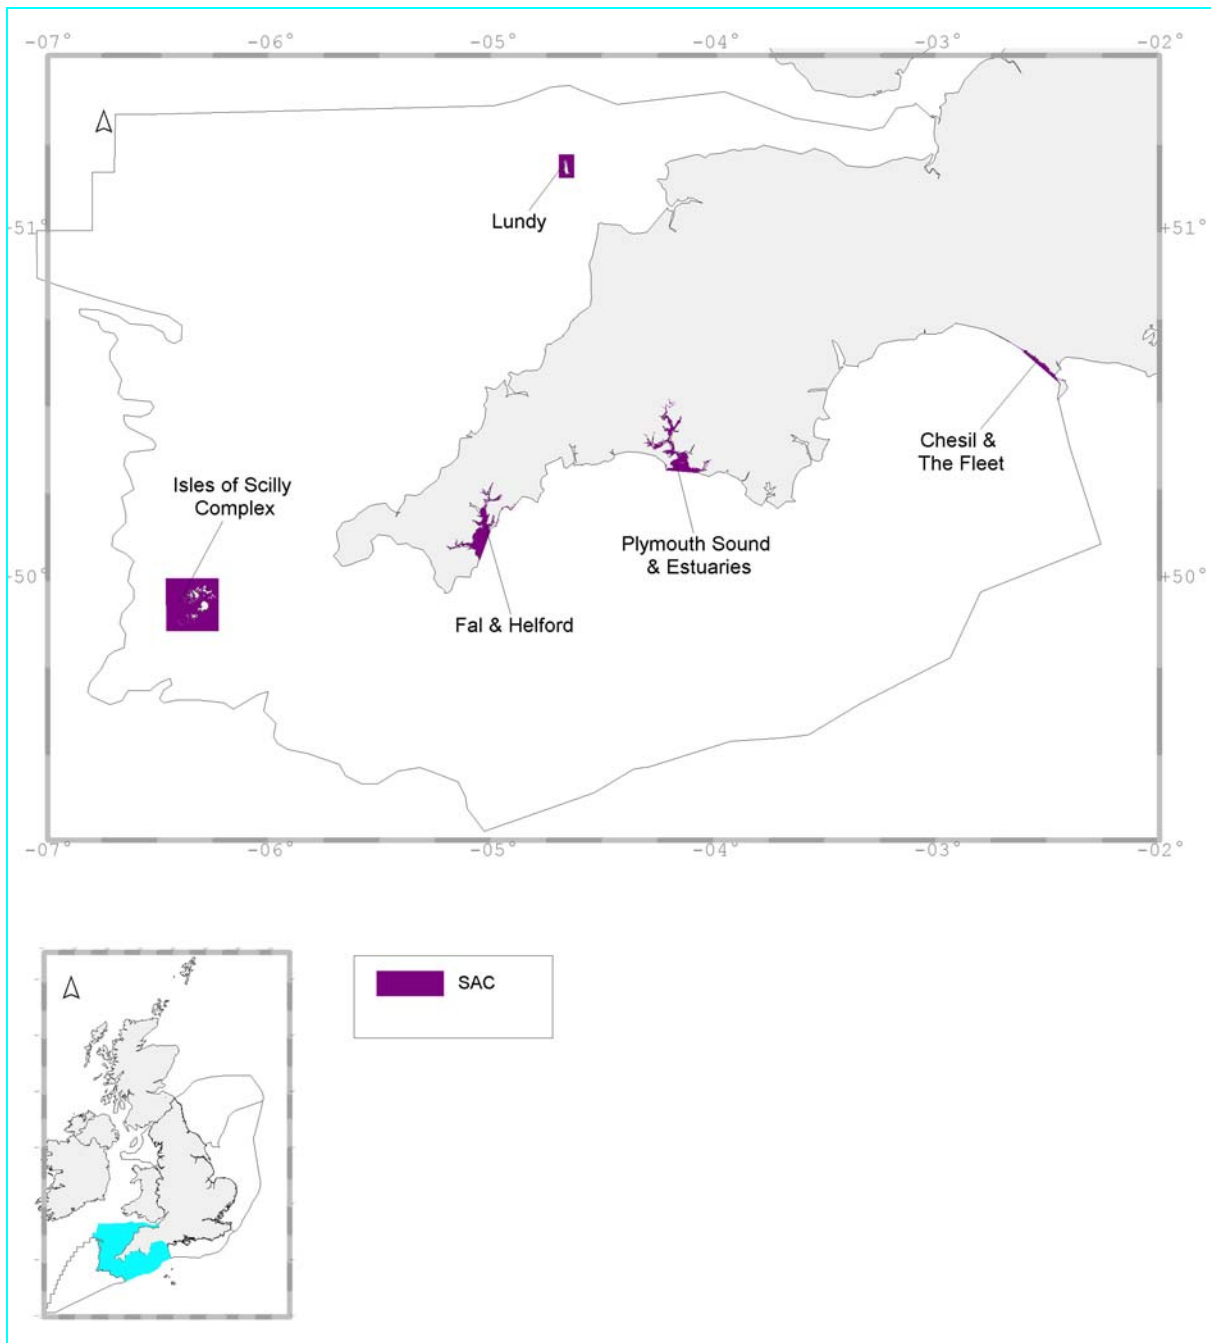 -07° -06° -05° -04° -03° -02°
Lundy
-51° +51°
Chesil &
The Fleet
Isles of Scilly
Complex
Plymouth Sound
& Estuaries
-50° +50°
Fal & Helford
-07° -06° -05° -04° -03° -02°
SAC